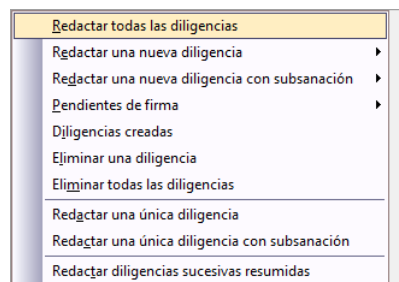 Redactar todas las diligencias
Redactar una nueva diligencia
Redactar una nueva diligencia con subsanación
Pendientes de firma
Diligencias creadas
Eliminar una diligencia
Eliminar todas las diligencias
Redactar una única diligencia
Redactar una única diligencia con subsanación
Redactar diligencias sucesivas resumidas